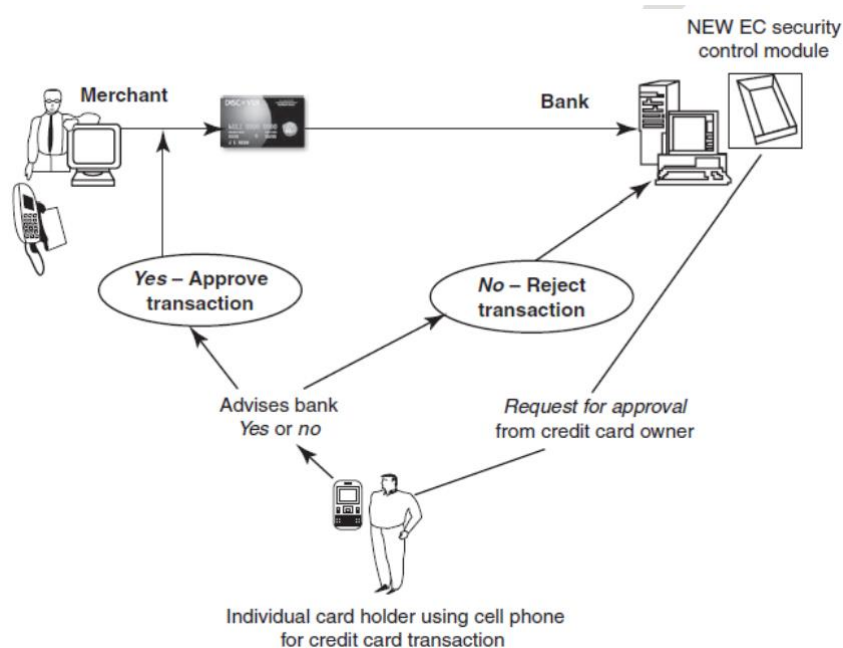 NEW EC security
control module
Merchant
Bank
Yes – Approve
transaction
No – Reject
transaction
Advises bank
Yes or no
Request for approval
from credit card owner
Individual card holder using cell phone
for credit card transaction